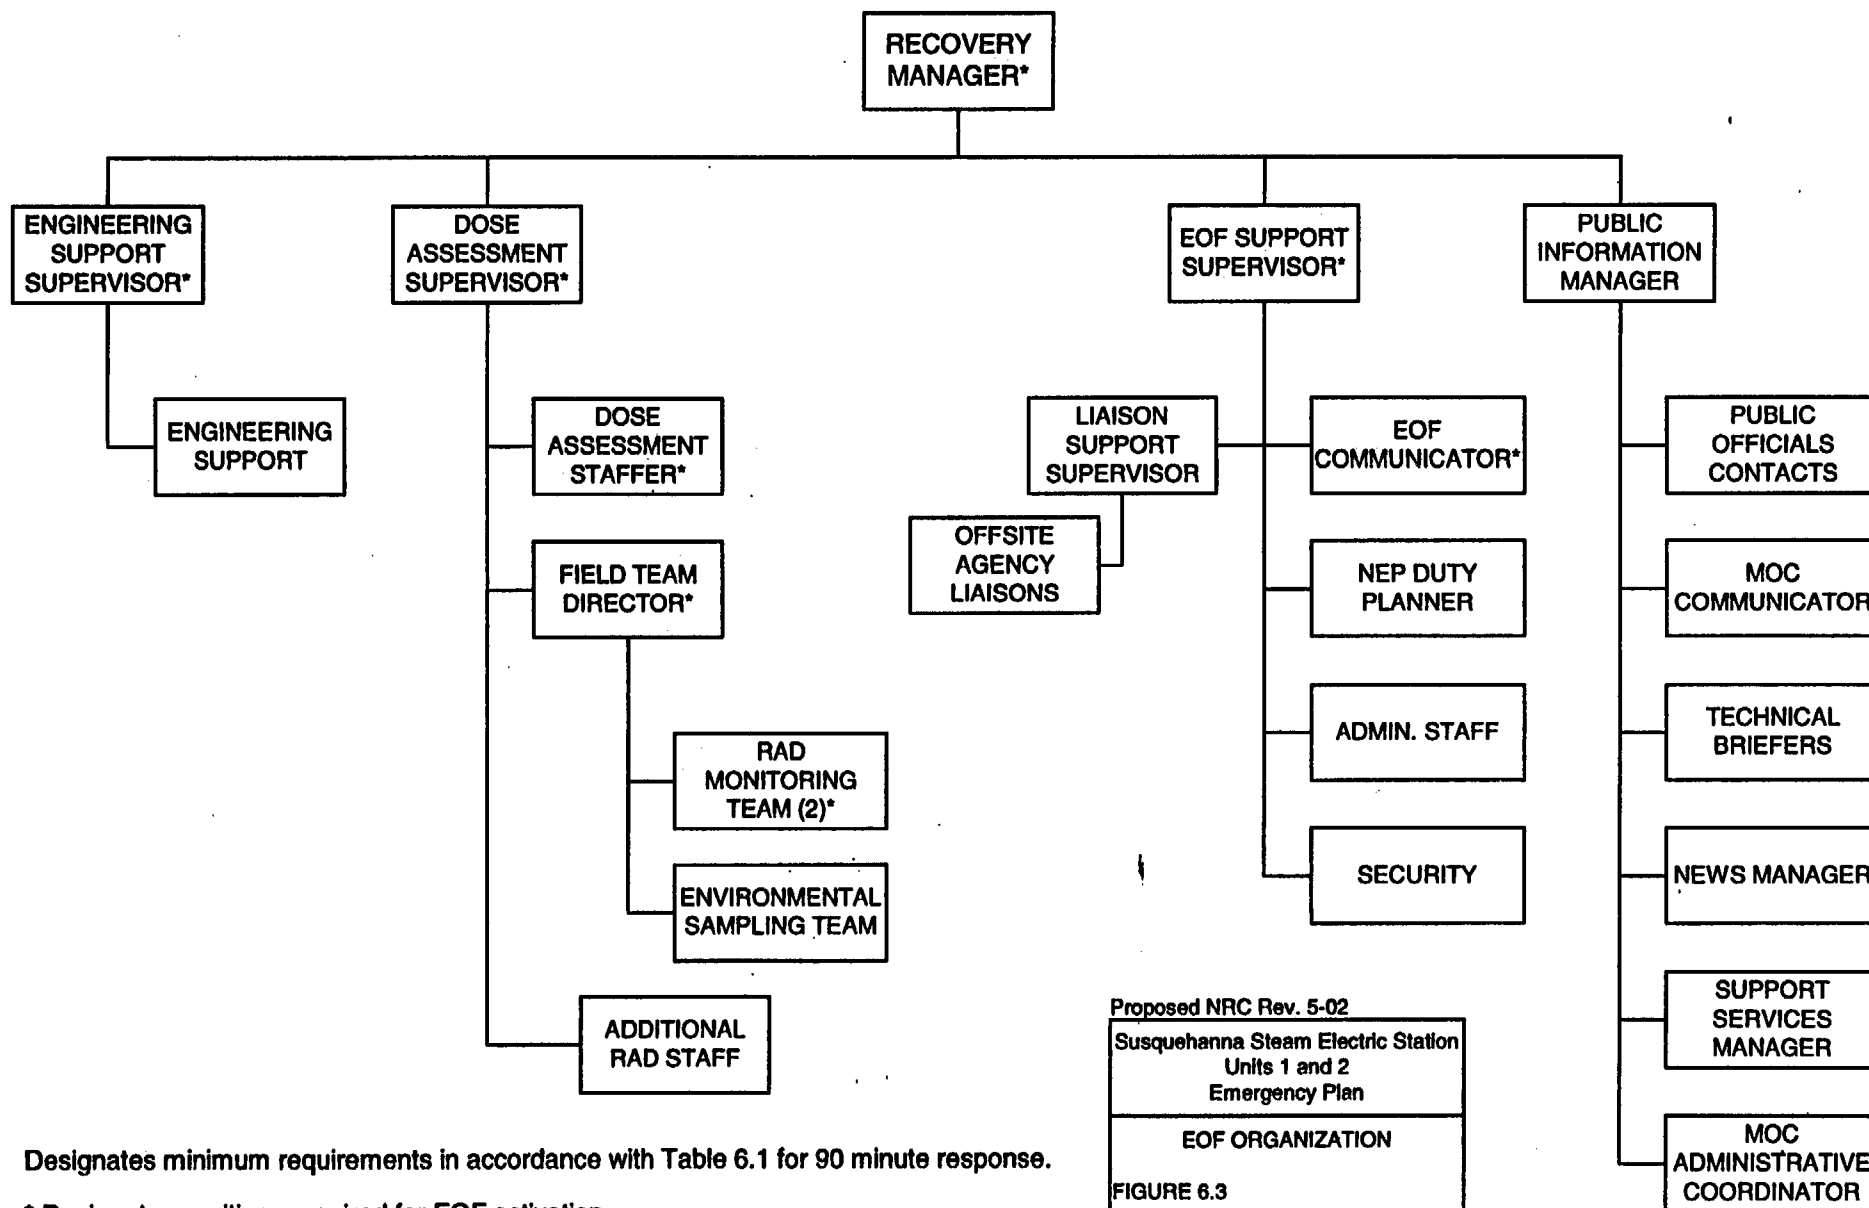 RECOVERY
MANAGER*
ENGINEERING
SUPPORT
SUPERVISOR*
DOSE
ASSESSMENT
SUPERVISOR*
EOF SUPPORT
SUPERVISOR*
PUBLIC
INFORMATION
MANAGER
ENGINEERING
SUPPORT
DOSE
ASSESSMENT
STAFFER*
FIELD TEAM
DIRECTOR*
RAD
MONITORING
TEAM (2)*
ENVIRONMENTAL
SAMPLING TEAM
ADDITIONAL
RAD STAFF
LIAISON
SUPPORT
SUPERVISOR
OFFSITE
AGENCY
LIAISONS
EOF
COMMUNICATOR*
NEP DUTY
PLANNER
ADMIN. STAFF
SECURITY
PUBLIC
OFFICIALS
CONTACTS
MOC
COMMUNICATOR
TECHNICAL
BRIEFERS
NEWS MANAGER
SUPPORT
SERVICES
MANAGER
MOC
ADMINISTRATIVE
COORDINATOR
Proposed NRC Rev. 5-02
Susquehanna Steam Electric Station
Units 1 and 2
Emergency Plan
EOF ORGANIZATION
FIGURE 6.3
Designates minimum requirements in accordance with Table 6.1 for 90 minute response.